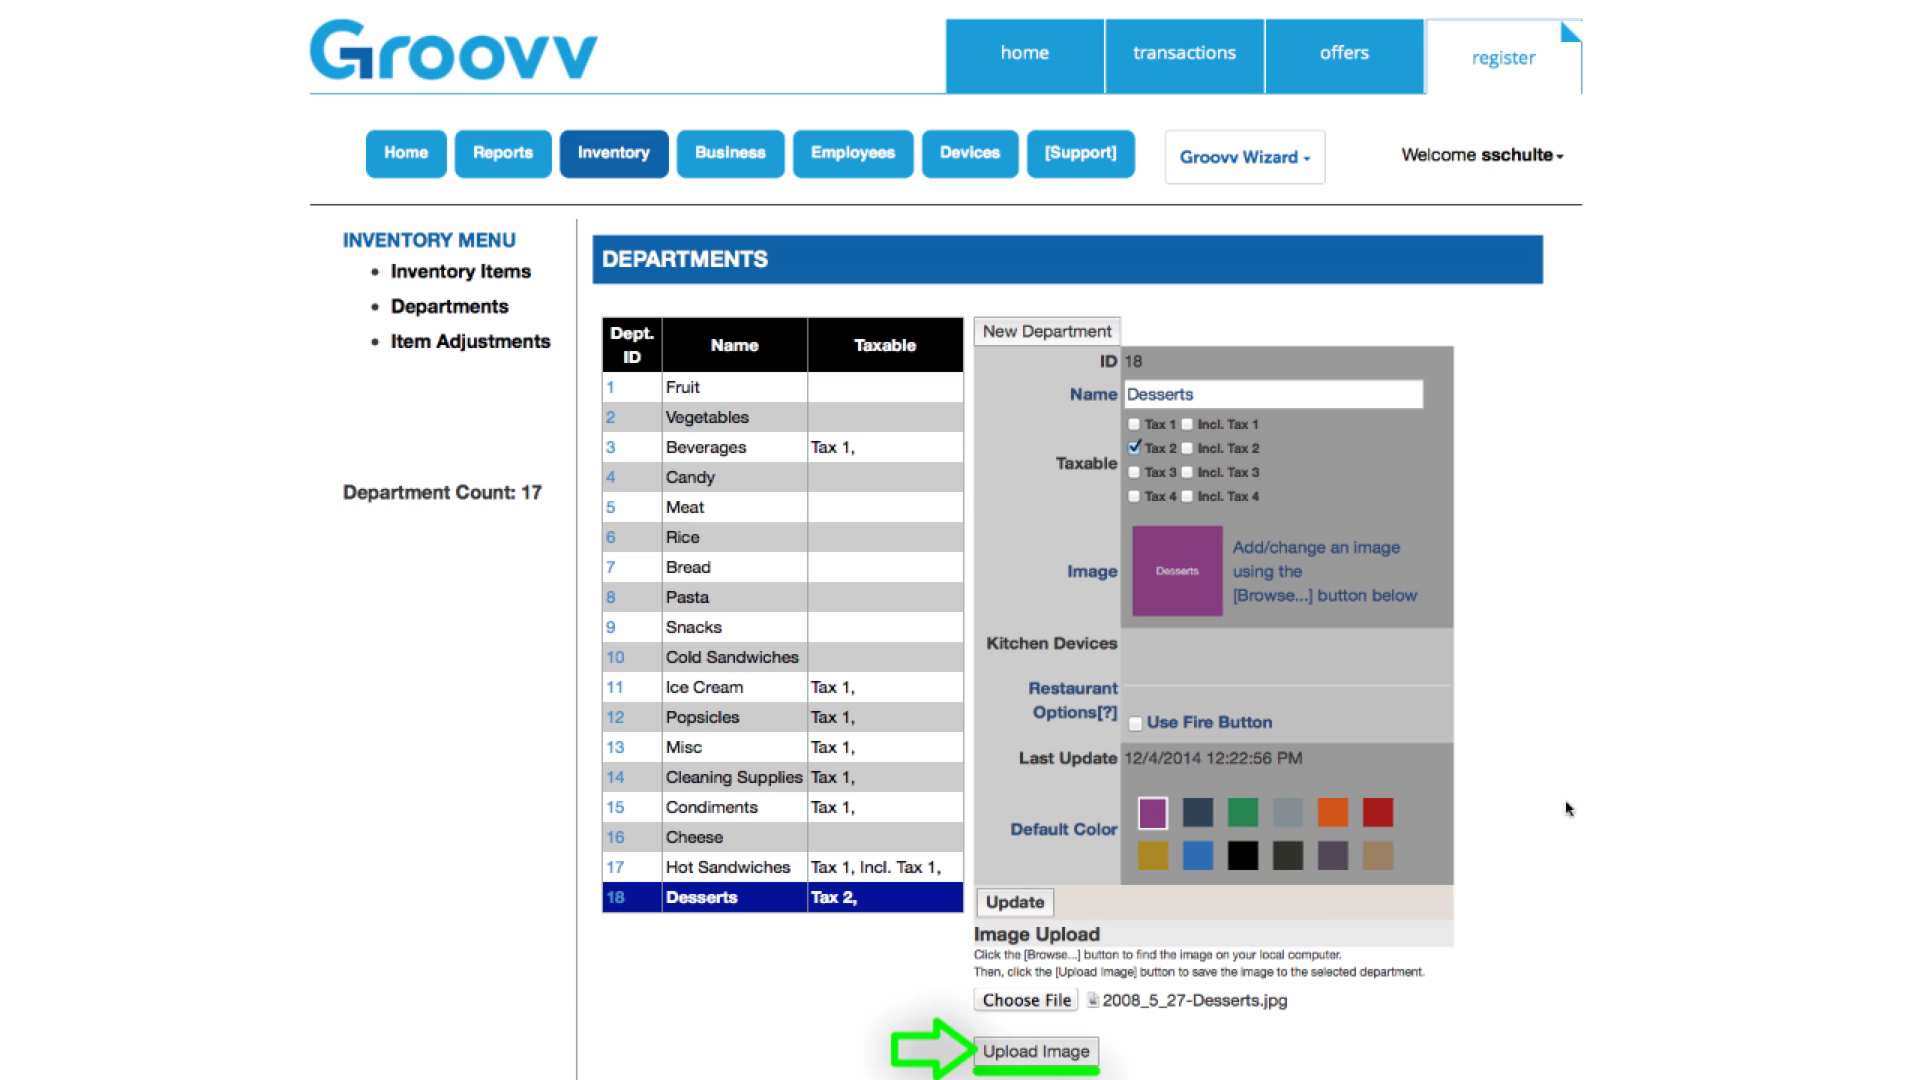 Groovv
home
transactions
offers
register
Home
Reports
Inventory
Business
Employees
Devices
[Support]
Groovv Wizard
Welcome sschulte
INVENTORY MENU
Inventory Items
Departments
Item Adjustments
Department Count: 17
DEPARTMENTS
Dept. ID Name Taxable
1 Fruit
2 Vegetables
3 Beverages Tax 1,
4 Candy
5 Meat
6 Rice
7 Bread
8 Pasta
9 Snacks
10 Cold Sandwiches
11 Ice Cream Tax 1,
12 Popsicles Tax 1,
13 Misc Tax 1,
14 Cleaning Supplies Tax 1,
15 Condiments Tax 1,
16 Cheese
17 Hot Sandwiches Tax 1, Incl. Tax 1,
18 Desserts Tax 2,
New Department
ID 18
Name Desserts
Taxable
Tax 1 Incl. Tax 1
Tax 2 Incl. Tax 2
Tax 3 Incl. Tax 3
Tax 4 Incl. Tax 4
Image
Desserts
Add/change an image
using the
[Browse...] button below
Kitchen Devices
Restaurant
Options[?]
Use Fire Button
Last Update 12/4/2014 12:22:56 PM
Default Color
Update
Image Upload
Click the [Browse...] button to find the image on your local computer.
Then, click the [Upload Image] button to save the image to the selected department.
Choose File 2008_5_27-Desserts.jpg
Upload Image